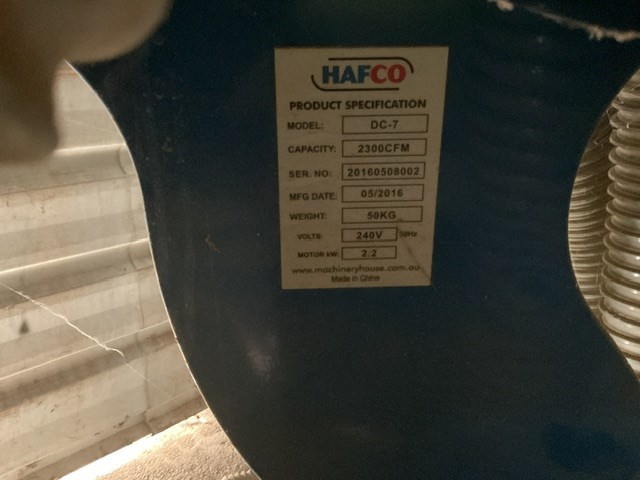 HAFCO
PRODUCT SPECIFICATION
MODEL: DC-7
CAPACITY: 2300CFM
SER. NO: 20160508002
MFG DATE: 05/2016
WEIGHT: 50KG
VOLTS: 240V 50Hz
MOTOR kW: 2.2
www.machineryhouse.com.au
Made in China